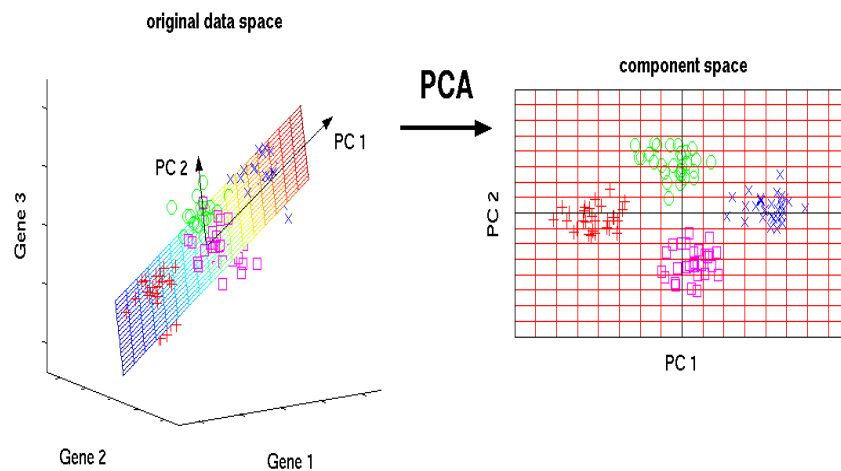 original data space
PC 1
PC 2
Gene 3
Gene 2
Gene 1
PCA
component space
PC 2
PC 1